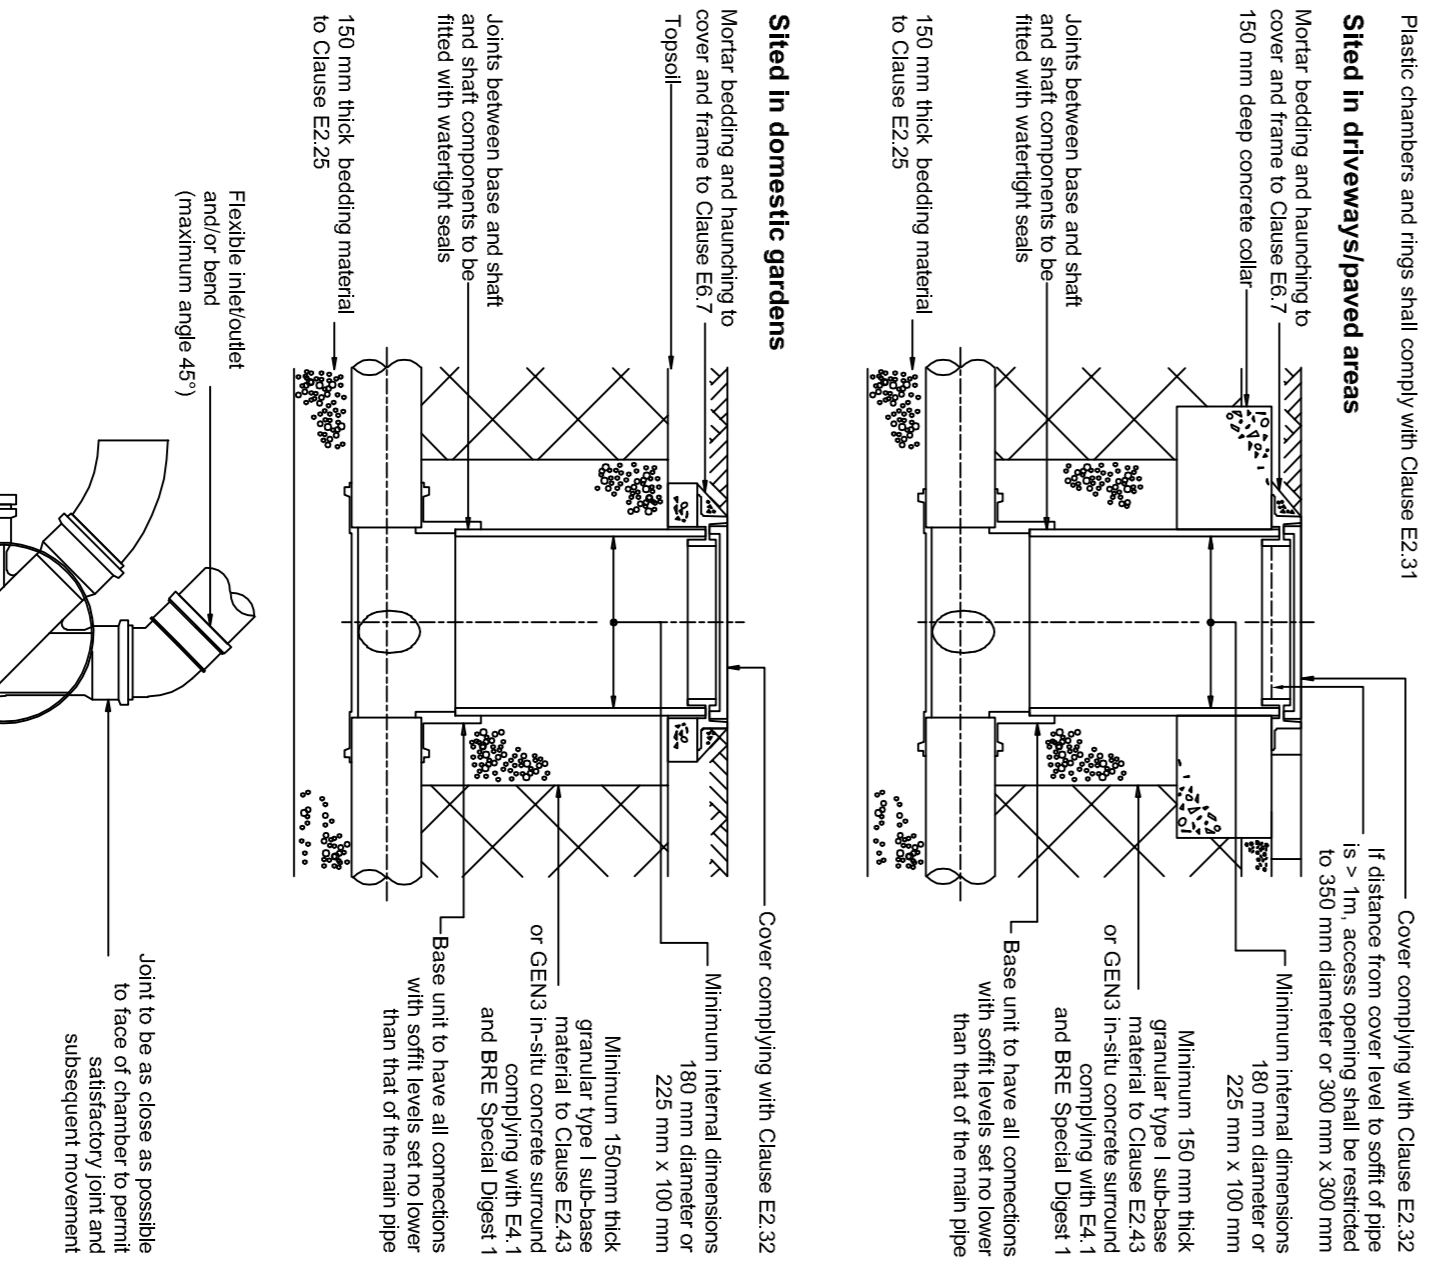 Plastic chambers and rings shall comply with Clause E2.31
Sited in driveways/paved areas
Mortar bedding and haunching to
cover and frame to Clause E6.7
150 mm deep concrete collar
Joints between base and shaft
and shaft components to be
fitted with watertight seals
150 mm thick bedding material
to Clause E2.25
Cover complying with Clause E2.32
If distance from cover level to soffit of pipe
is > 1m, access opening shall be restricted
to 350 mm diameter or 300 mm x 300 mm
Minimum internal dimensions
180 mm diameter or
225 mm x 100 mm
Minimum 150 mm thick
granular type I sub-base
material to Clause E2.43
or GEN3 in-situ concrete surround
complying with E4.1
and BRE Special Digest 1
Base unit to have all connections
with soffit levels set no lower
than that of the main pipe
Sited in domestic gardens
Mortar bedding and haunching to
cover and frame to Clause E6.7
Topsoil
Joints between base and shaft
and shaft components to be
fitted with watertight seals
150 mm thick bedding material
to Clause E2.25
Cover complying with Clause E2.32
Minimum internal dimensions
180 mm diameter or
225 mm x 100 mm
Minimum 150mm thick
granular type I sub-base
material to Clause E2.43
or GEN3 in-situ concrete surround
complying with E4.1
and BRE Special Digest 1
Base unit to have all connections
with soffit levels set no lower
than that of the main pipe
Flexible inlet/outlet
and/or bend
(maximum angle 45°)
Joint to be as close as possible
to face of chamber to permit
satisfactory joint and
subsequent movement